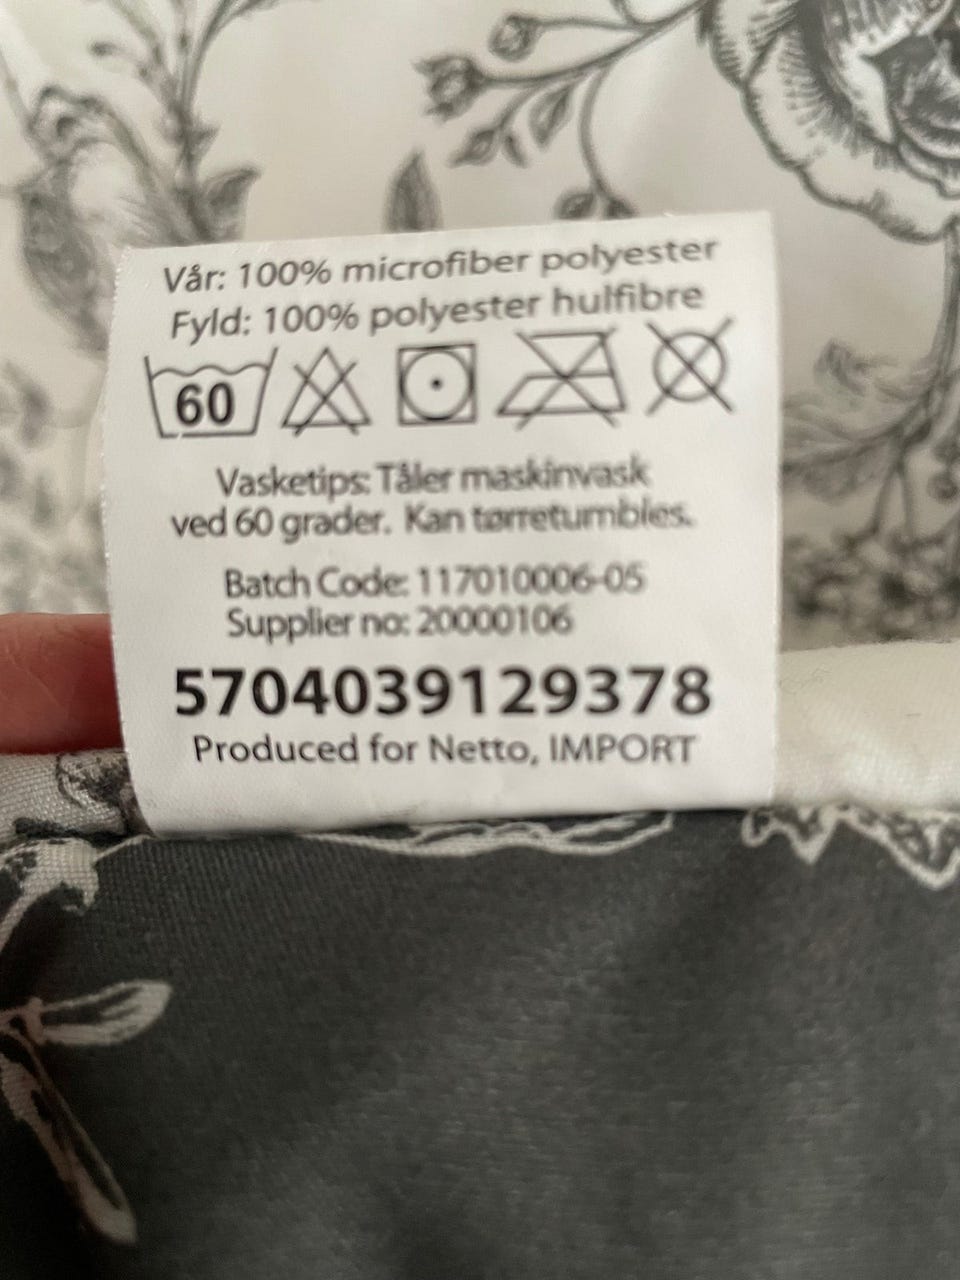 Vår: 100% microfiber polyester
Fyld: 100% polyester hulfibre
60
Vasketips: Tåler maskinvask
ved 60 grader. Kan tørretumbles.
Batch Code: 117010006-05
Supplier no: 20000106
5704039129378
Produced for Netto, IMPORT